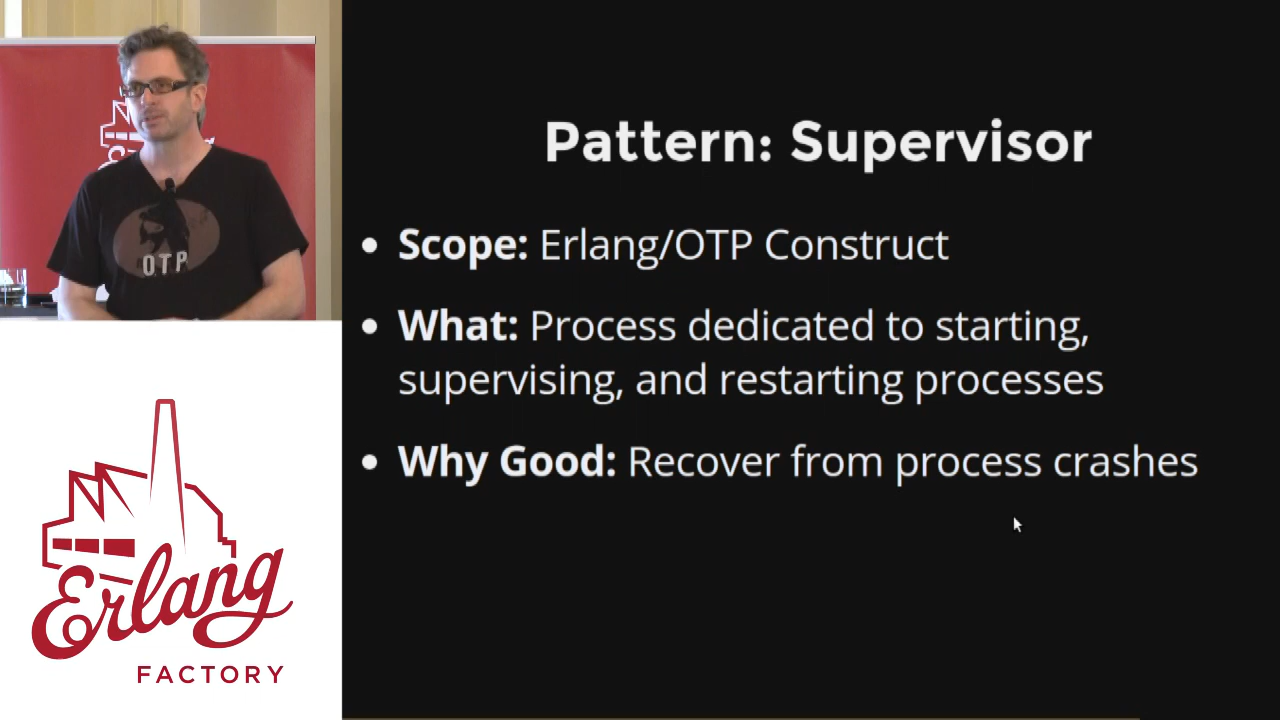 Pattern: Supervisor
Scope: Erlang/OTP Construct
What: Process dedicated to starting,
supervising, and restarting processes
Why Good: Recover from process crashes
OTP
Erlang
FACTORY